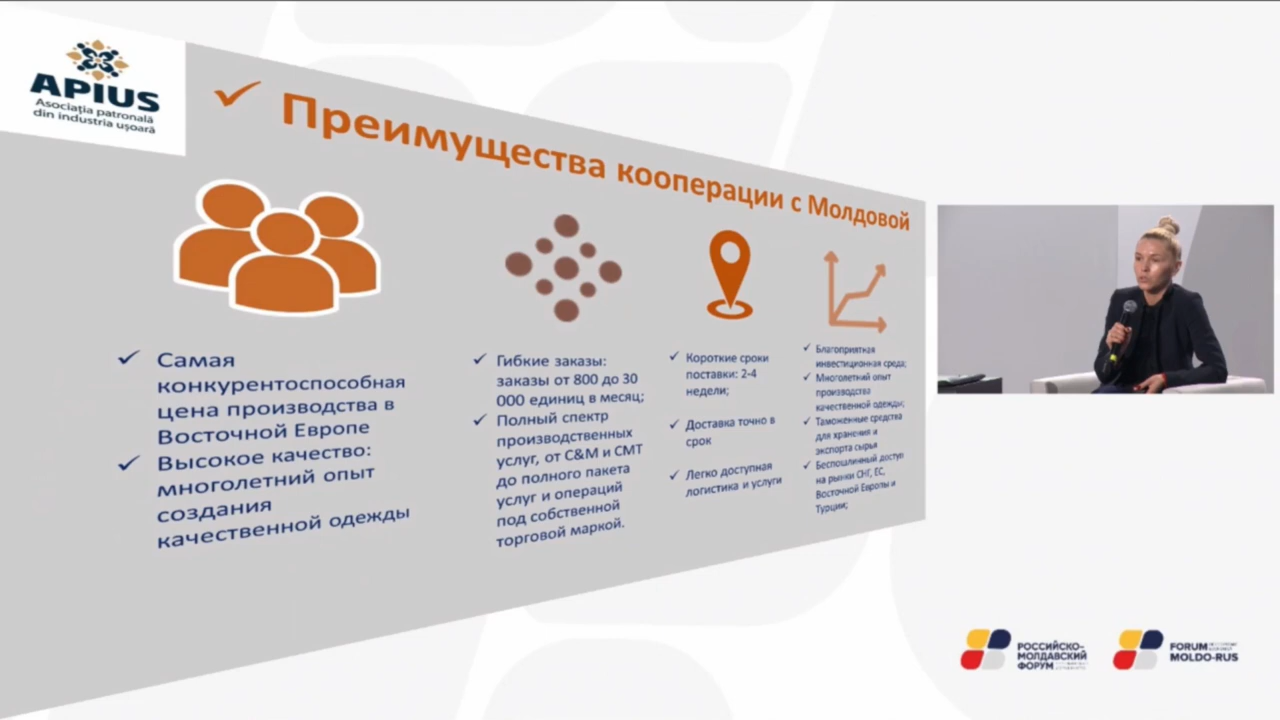 APIUS
Asociația patronală
din industria ușoară
Преимущества кооперации с Молдовой
Самая
конкурентоспособная
цена производства в
Восточной Европе
Высокое качество:
многолетний опыт
создания
качественной одежды
Гибкие заказы:
заказы от 800 до 30
000 единиц в месяц;
Полный спектр
производственных
услуг, от C&M и CMT
до полного пакета
услуг и операций
под собственной
торговой маркой.
Короткие сроки
поставки: 2-4
недели;
Доставка точно в
срок
Легко доступная
логистика и услуги
Благоприятная
инвестиционная среда;
Многолетний опыт
производства
качественной одежды;
Таможенные средства
для хранения и
экспорта сырья
Беспошлинный доступ
на рынки СНГ, ЕС,
Восточной Европы и
Турции;
РОССИЙСКО-
МОЛДАВСКИЙ
ФОРУМ
FORUM
MOLDO-RUS